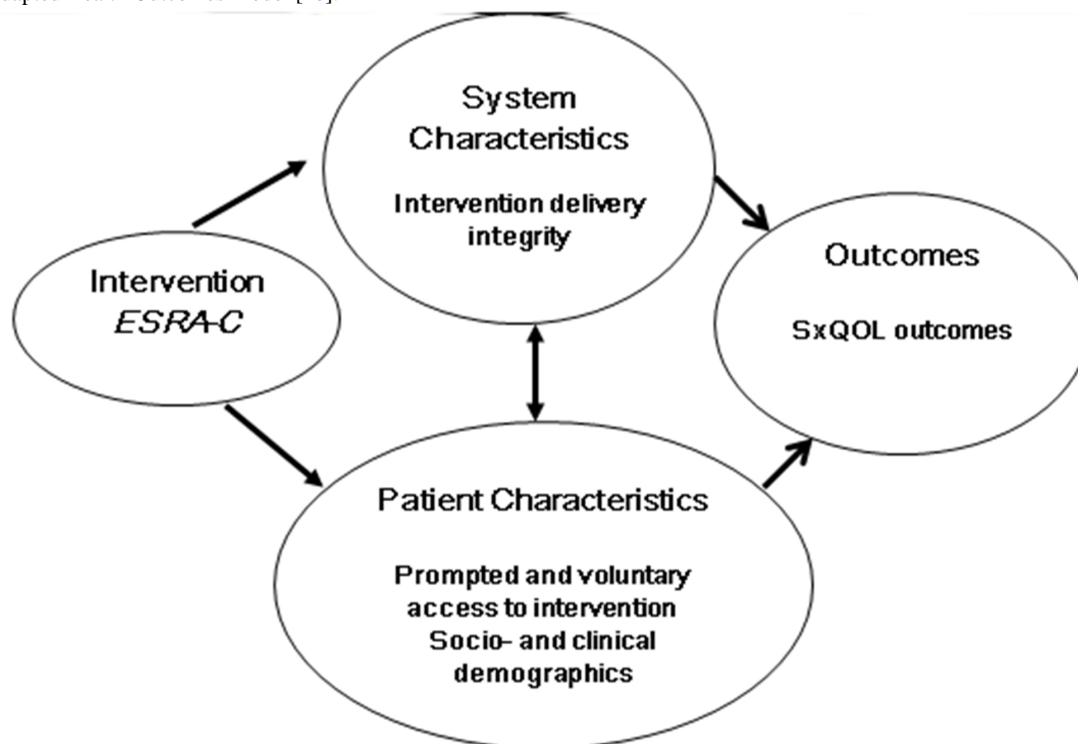 System
Characteristics
Intervention delivery
integrity
Intervention
ESRA-C
Outcomes
SxQOL outcomes
Patient Characteristics
Prompted and voluntary
access to intervention
Socio- and clinical
demographics